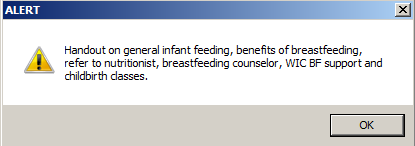 ALERT
Handout on general infant feeding, benefits of breastfeeding,
refer to nutritionist, breastfeeding counselor, WIC BF support and
childbirth classes.
OK